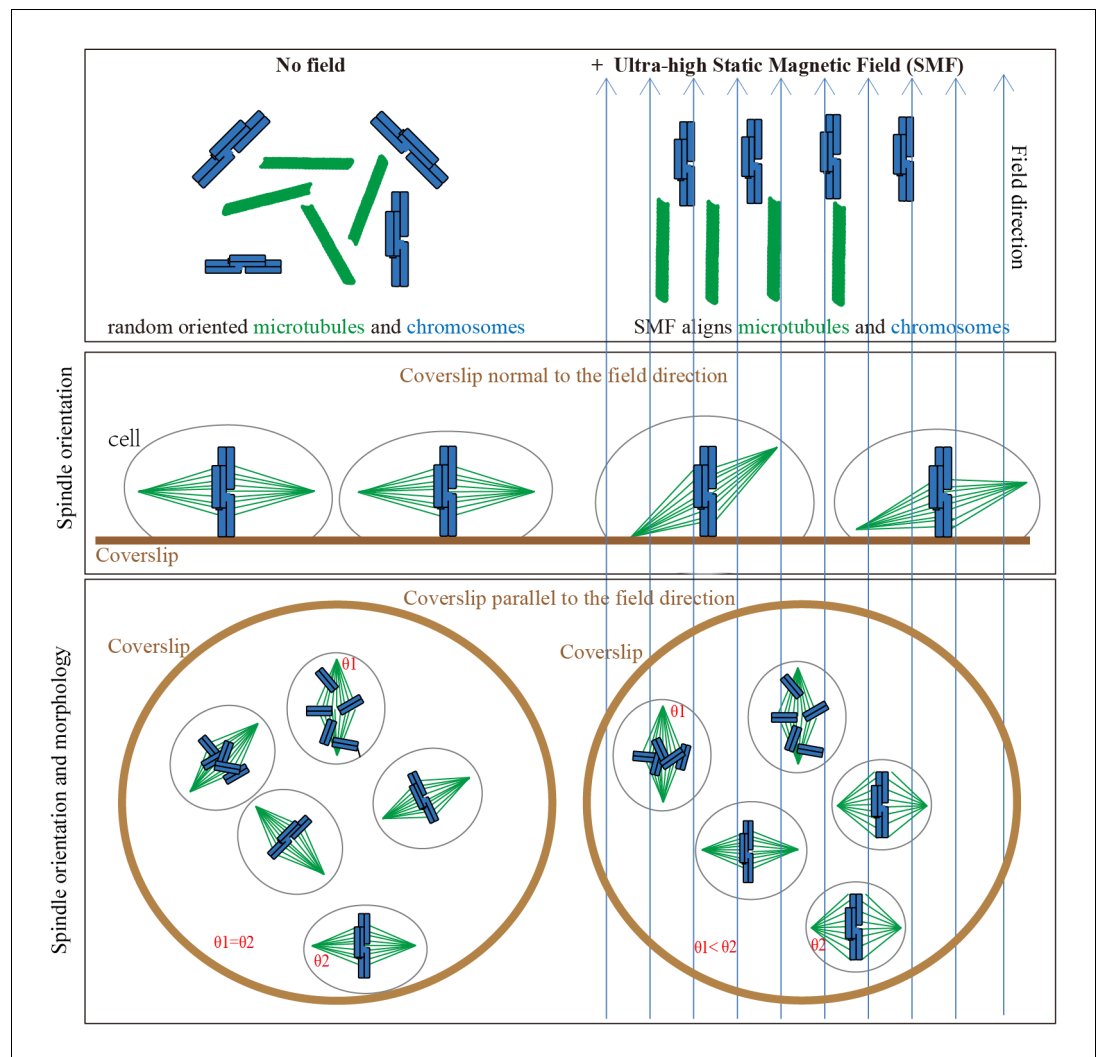 No field
+ Ultra-high Static Magnetic Field (SMF)
Field direction
random oriented microtubules and chromosomes
SMF aligns microtubules and chromosomes
Spindle orientation
Coverslip normal to the field direction
cell
Coverslip
Spindle orientation and morphology
Coverslip parallel to the field direction
Coverslip
Coverslip
θ1
θ1
θ1=θ2
θ2
θ1< θ2
θ2